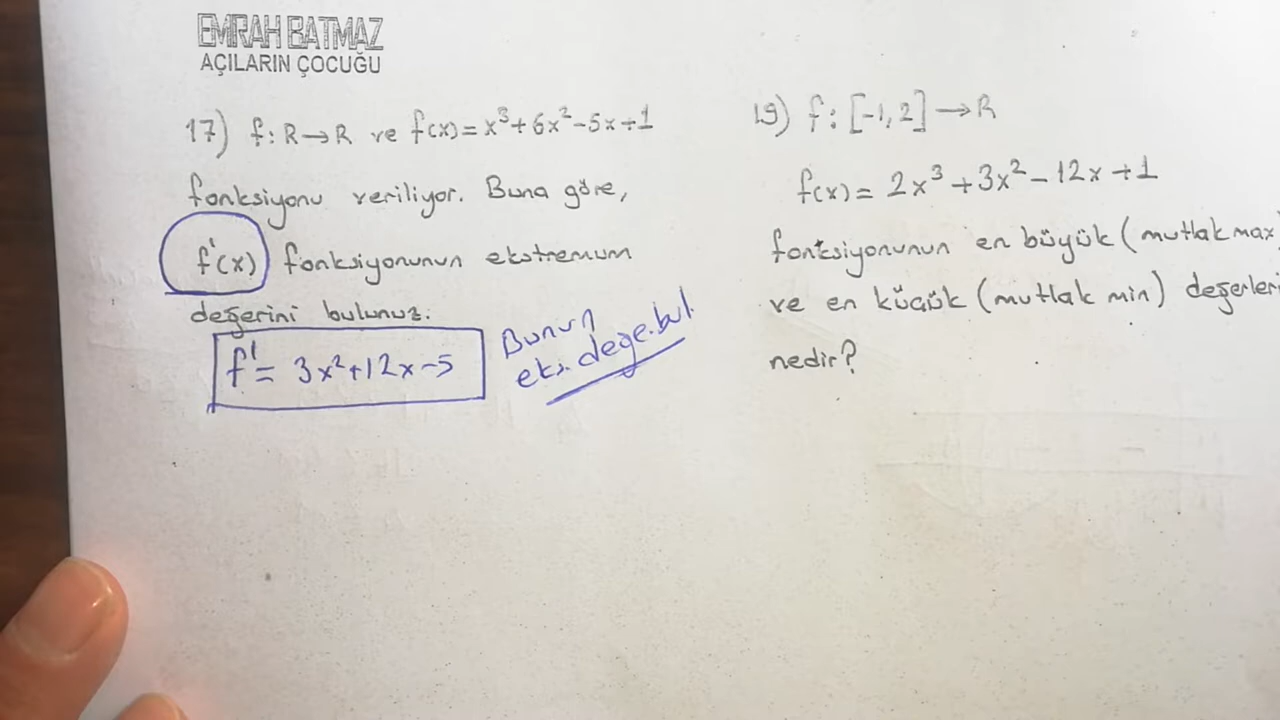 EMRAH BATMAZ
AÇILARIN ÇOCUĞU
17) f: R→R ve f(x)=x³+6x²-5x+1
fonksiyonu veriliyor. Buna göre,
f'(x) fonksiyonunun ekstremum
değerini bulunuz.
f'= 3x²+12x-5
Bunun
eks. değe. bul.
19) f: [-1,2]→R
f(x)= 2x³+3x²-12x+1
fonksiyonunun en büyük (mutlak max
ve en küçük (mutlak min) değerleri
nedir?